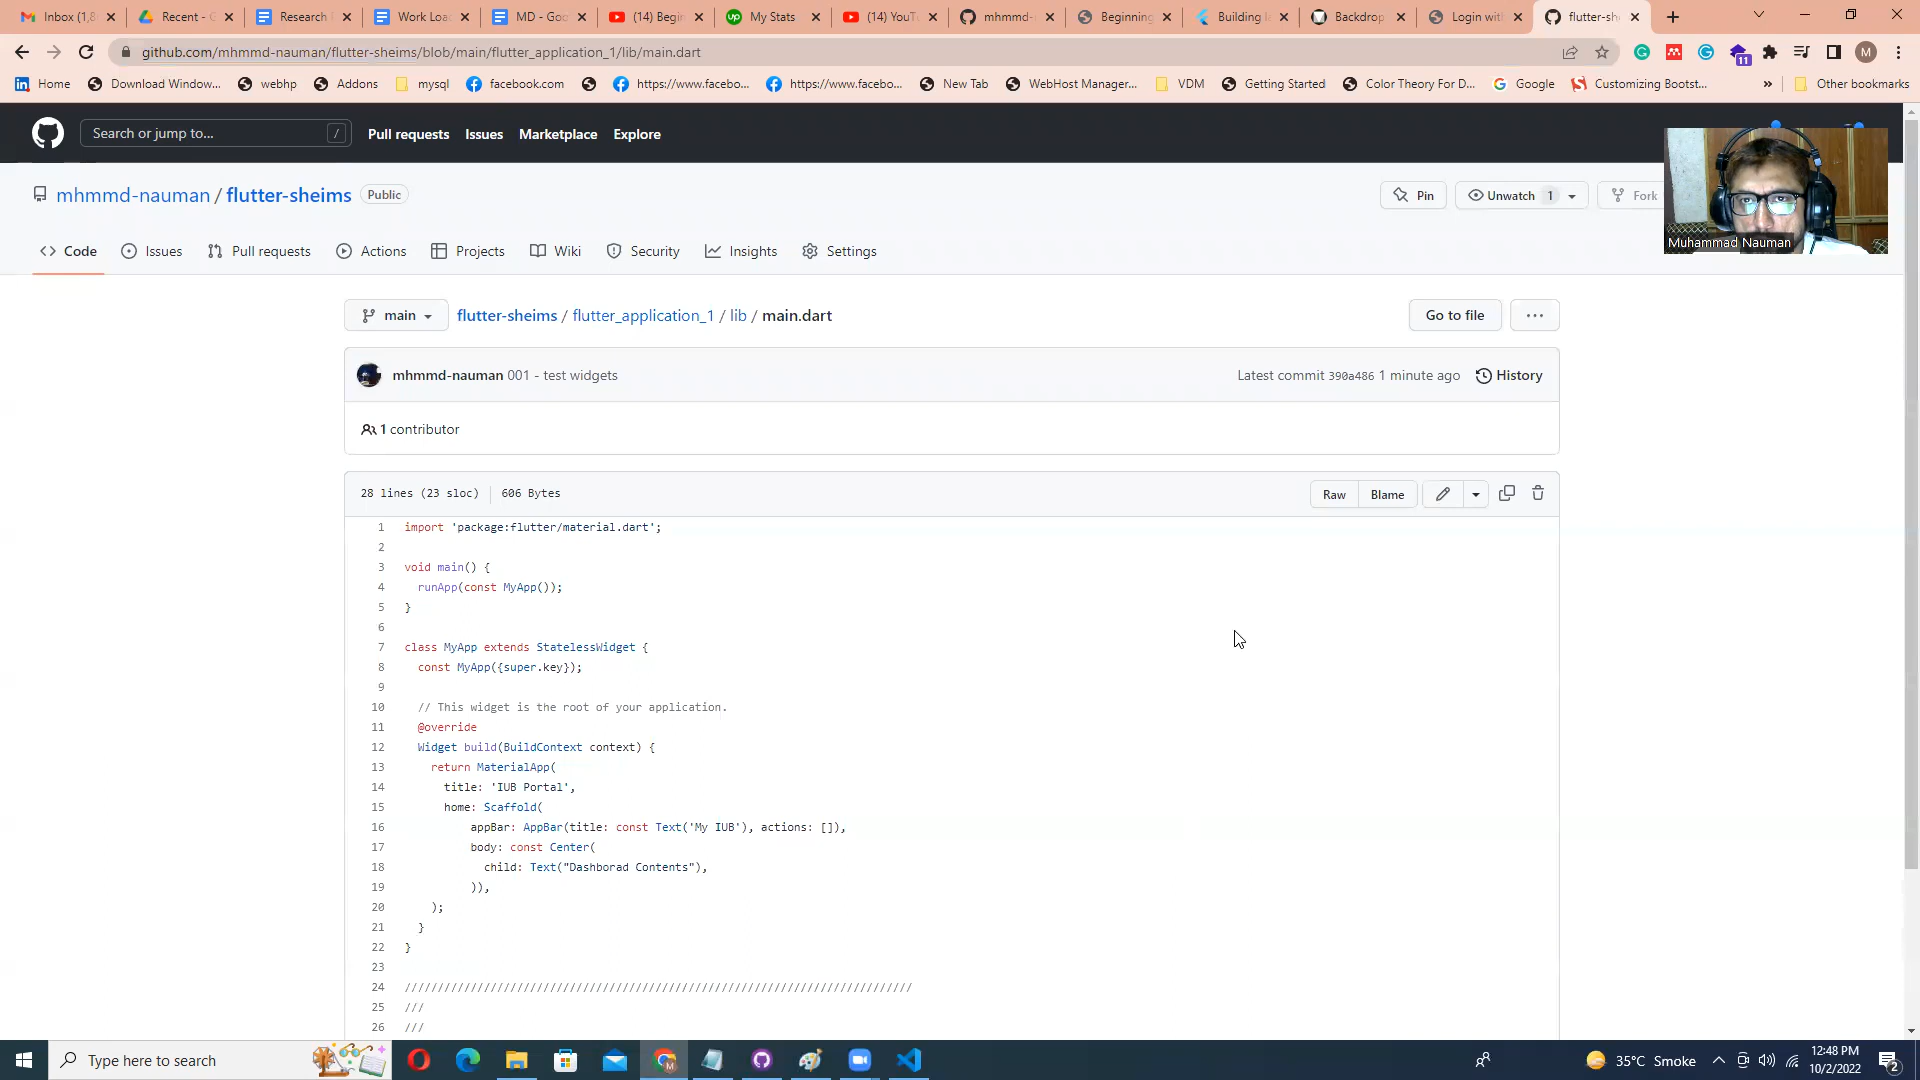 Inbox (1,8
Recent - G
Research
Work Loa
MD - Goo
(14) Begin
My Stats
(14) YouTu
mhmmd-
Beginning
Building l
Backdrop
Login wit
flutter-sh
github.com/mhmmd-nauman/flutter-sheims/blob/main/flutter_application_1/lib/main.dart
11
M
Home
Download Window...
webhp
Addons
mysql
facebook.com
https://www.facebo...
https://www.facebo...
New Tab
WebHost Manager...
VDM
Getting Started
Color Theory For D...
Google
Customizing Bootst...
»
Other bookmarks
Search or jump to...
/
Pull requests
Issues
Marketplace
Explore
mhmmd-nauman / flutter-sheims
Public
Pin
Unwatch 1
Fork
Muhammad Nauman
Code
Issues
Pull requests
Actions
Projects
Wiki
Security
Insights
Settings
main
flutter-sheims / flutter_application_1 / lib / main.dart
Go to file
...
mhmmd-nauman 001 - test widgets
Latest commit 390a486 1 minute ago
History
1 contributor
28 lines (23 sloc)
606 Bytes
Raw
Blame
1 import 'package:flutter/material.dart';
2
3 void main() {
4 runApp(const MyApp());
5 }
6
7 class MyApp extends StatelessWidget {
8 const MyApp({super.key});
9
10 // This widget is the root of your application.
11 @override
12 Widget build(BuildContext context) {
13 return MaterialApp(
14 title: 'IUB Portal',
15 home: Scaffold(
16 appBar: AppBar(title: const Text('My IUB'), actions: []),
17 body: const Center(
18 child: Text("Dashborad Contents"),
19 )),
20 );
21 }
22 }
23
24 /////////////////////////////////////////////////////////////////////////////
25 ///
26 ///
Type here to search
35°C Smoke
12:48 PM
10/2/2022
2